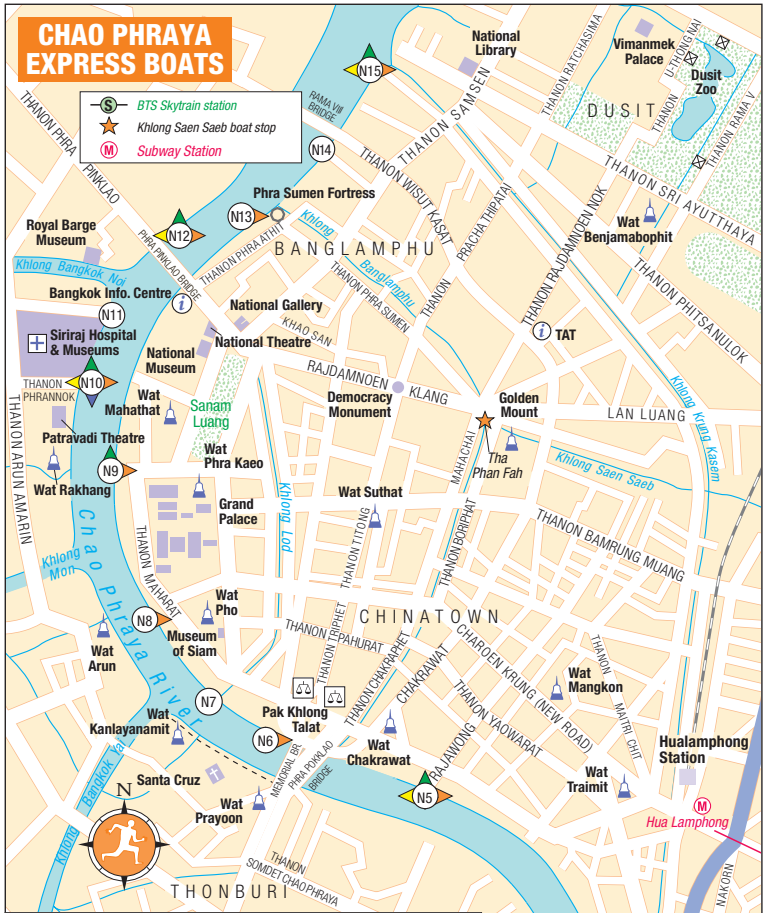 CHAO PHRAYA
EXPRESS BOATS
S
BTS Skytrain station
Khlong Saen Saeb boat stop
M
Subway Station
N15
National
Library
Vimanmek
Palace
UTHONG NAI
THANON
Dusit
Zoo
THANON RATCHASIMA
DUSIT
THANON RAMA V
RAMA VIII
BRIDGE
THANON SAMSEN
THANON PHRA PINKLAO
N14
THANON WISUT KASAT
THANON SRI AYUTTHAYA
Phra Sumen Fortress
N13
N12
Royal Barge
Museum
PHRA PINKLAO BRIDGE
THANON PHRA ATHIT
BANGLAMPHU
Khlong
Banglamphu
THANON PHRA SUMEN
THANON
PRACHA THIPATAI
THANON RAJDAMNOEN NOK
Wat
Benjamabophit
THANON PHITSANULOK
Khlong Bangkok Noi
Bangkok Info. Centre
i
N11
National Gallery
KHAO SAN
National Theatre
National
Museum
i
TAT
Siriraj Hospital
& Museums
N10
THANON
PHRANNOK
Wat
Mahathat
Sanam
Luang
RAJDAMNOEN
KLANG
Democracy
Monument
Golden
Mount
LAN LUANG
Khlong Krung Kasem
Tha
Phan Fah
Khlong Saen Saeb
MAHACHAI
THANON ARUN AMARIN
Patravadi Theatre
N9
Wat Rakhang
Wat
Phra Kaeo
Grand
Palace
Khlong Lod
Wat Suthat
THANON TITONG
THANON BORIPHAT
THANON BAMRUNG MUANG
Chao Phraya River
Khlong
Mon
THANON MAHARAT
N8
Wat
Pho
Museum
of Siam
Wat
Arun
CHINATOWN
THANON PAHURAT
THANON TRIPHET
THANON CHAKRAPHET
CHAKRAWAT
CHAROEN KRUNG (NEW ROAD)
THANON YAOWARAT
THANON
MAITRI CHIT
Wat
Mangkon
N7
Wat
Kanlayanamit
Pak Khlong
Talat
N6
MEMORIAL BR.
PHRA POKKLAO
BRIDGE
Wat
Chakrawat
RAJAWONG
N5
Hualamphong
Station
Wat
Traimit
M
Hua Lamphong
Khlong
Bangkok Yai
Santa Cruz
Wat
Prayoon
N
THANON
SOMDET CHAO PHRAYA
THONBURI
NAKORN